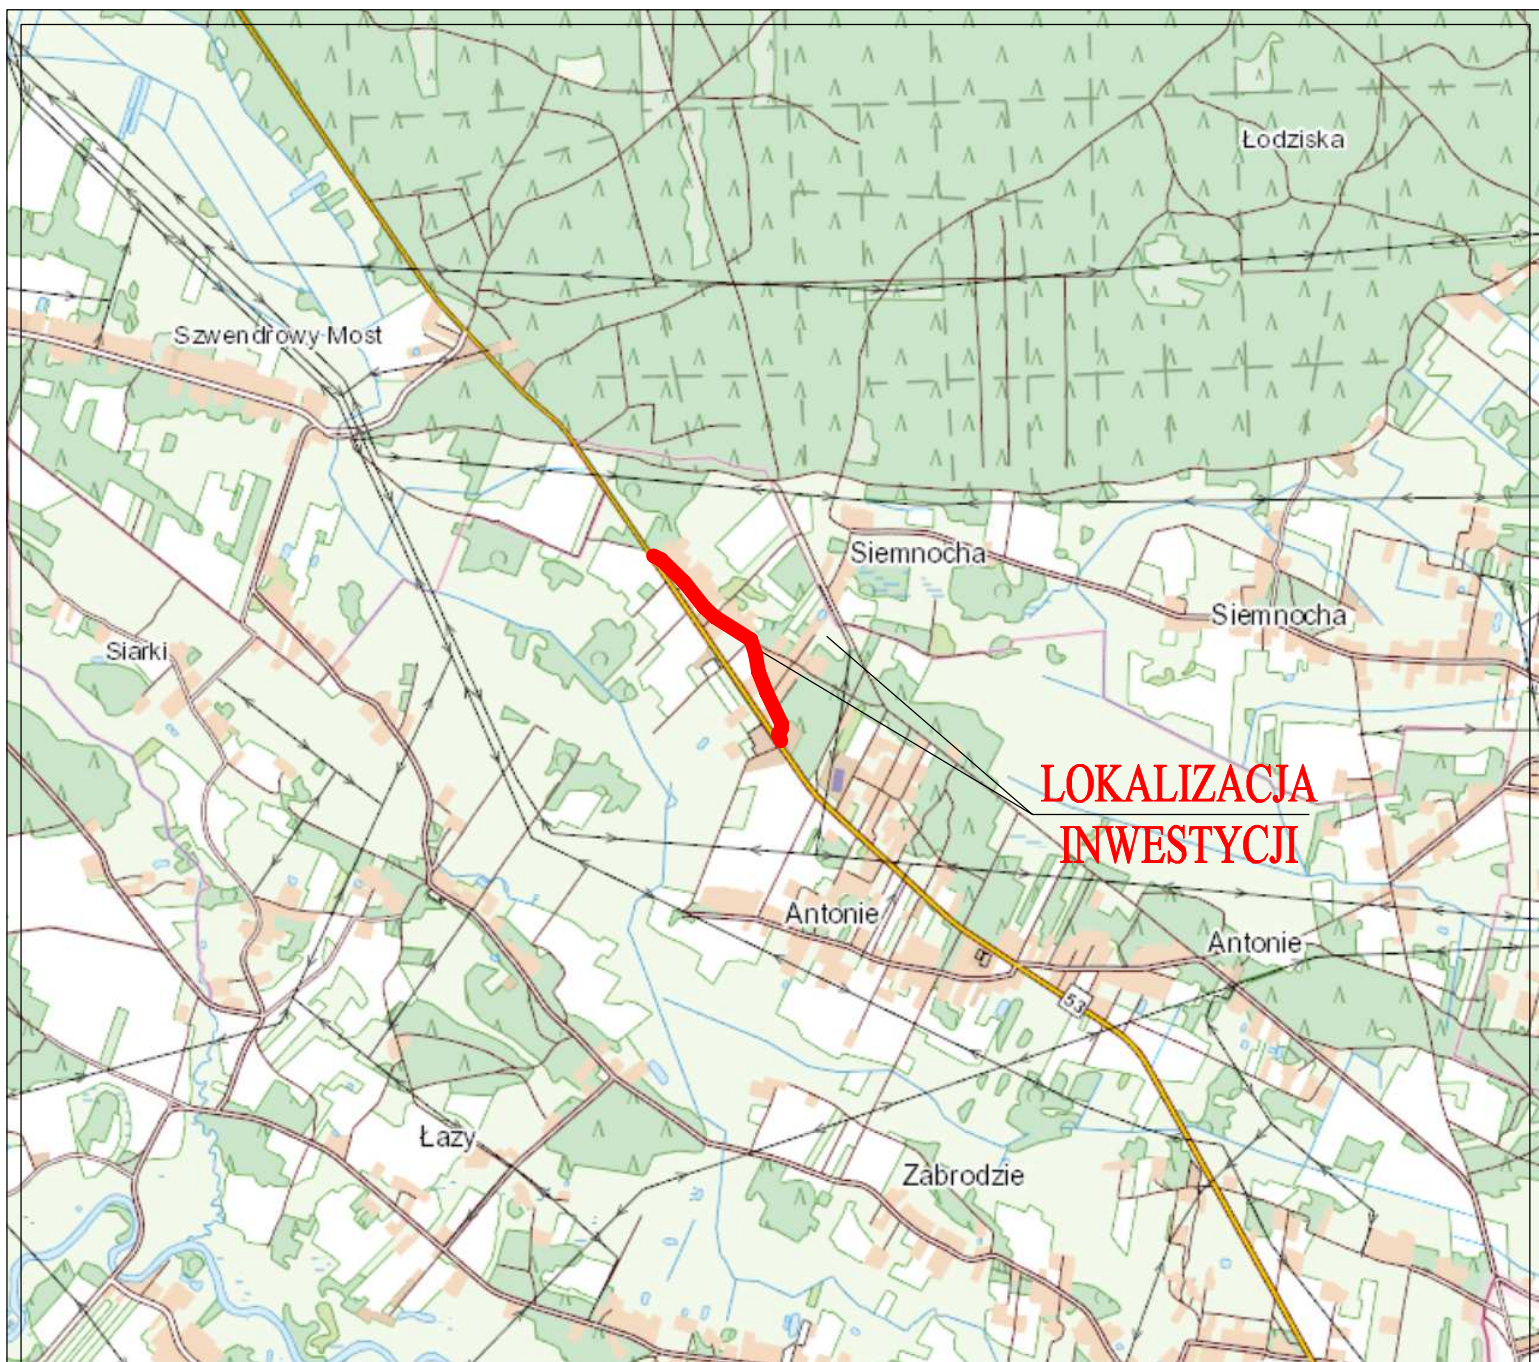 Łodziska
Szwendrowy Most
Siemnocha
Siemnocha
Siarki
LOKALIZACJA
INWESTYCJI
Antonie
Antonie
53
Łazy
Zabrodzie